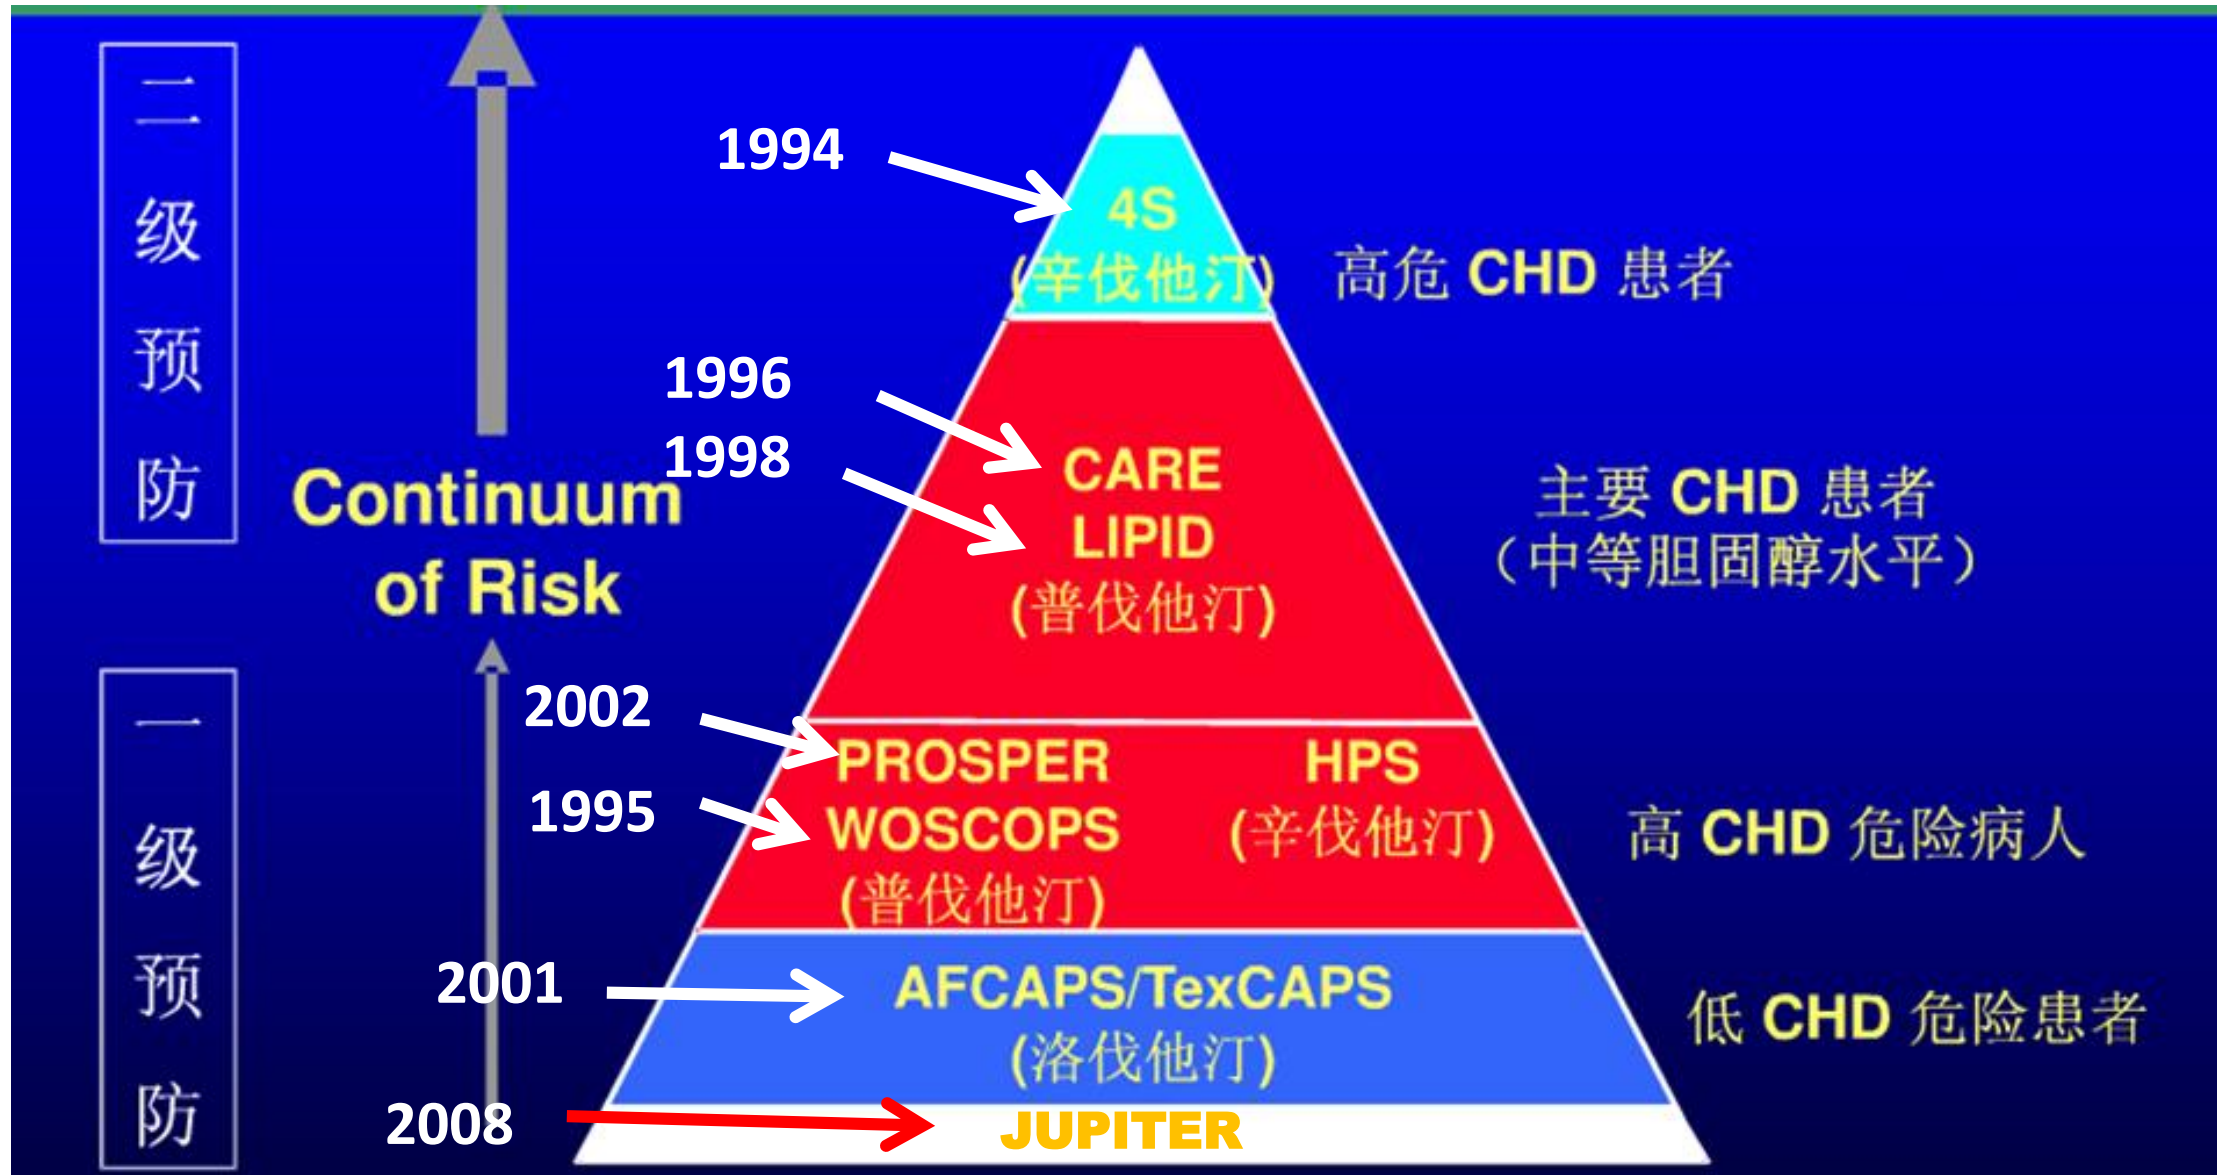 二级预防
1994
4S
(辛伐他汀)
高危 CHD 患者
1996
1998
CARE
LIPID
(普伐他汀)
主要 CHD 患者
（中等胆固醇水平）
Continuum
of Risk
一级预防
2002
PROSPER
WOSCOPS
(普伐他汀)
1995
HPS
(辛伐他汀)
高 CHD 危险病人
2001
AFCAPS/TexCAPS
(洛伐他汀)
低 CHD 危险患者
2008
JUPITER